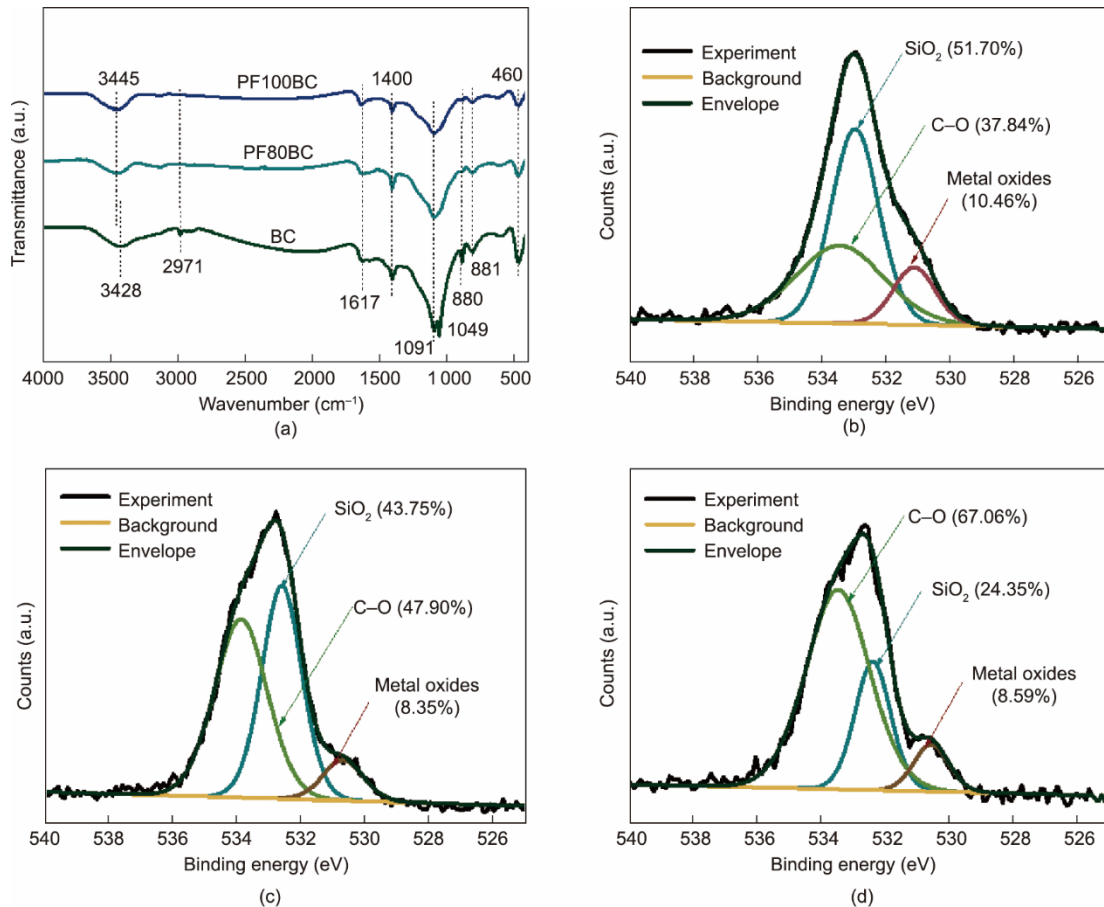 3445
PF100BC
1400
460
PF80BC
BC
2971
3428
1617
881
880
1049
1091
Transmittance (a.u.)
4000 3500 3000 2500 2000 1500 1 000 500
Wavenumber (cm–1)
(a)
Experiment
Background
Envelope
SiO2 (51.70%)
C–O (37.84%)
Metal oxides
(10.46%)
Counts (a.u.)
540 538 536 534 532 530 528 526
Binding energy (eV)
(b)
Experiment
Background
Envelope
SiO2 (43.75%)
C–O (47.90%)
Metal oxides
(8.35%)
Counts (a.u.)
540 538 536 534 532 530 528 526
Binding energy (eV)
(c)
Experiment
Background
Envelope
C–O (67.06%)
SiO2 (24.35%)
Metal oxides
(8.59%)
Counts (a.u.)
540 538 536 534 532 530 528 526
Binding energy (eV)
(d)